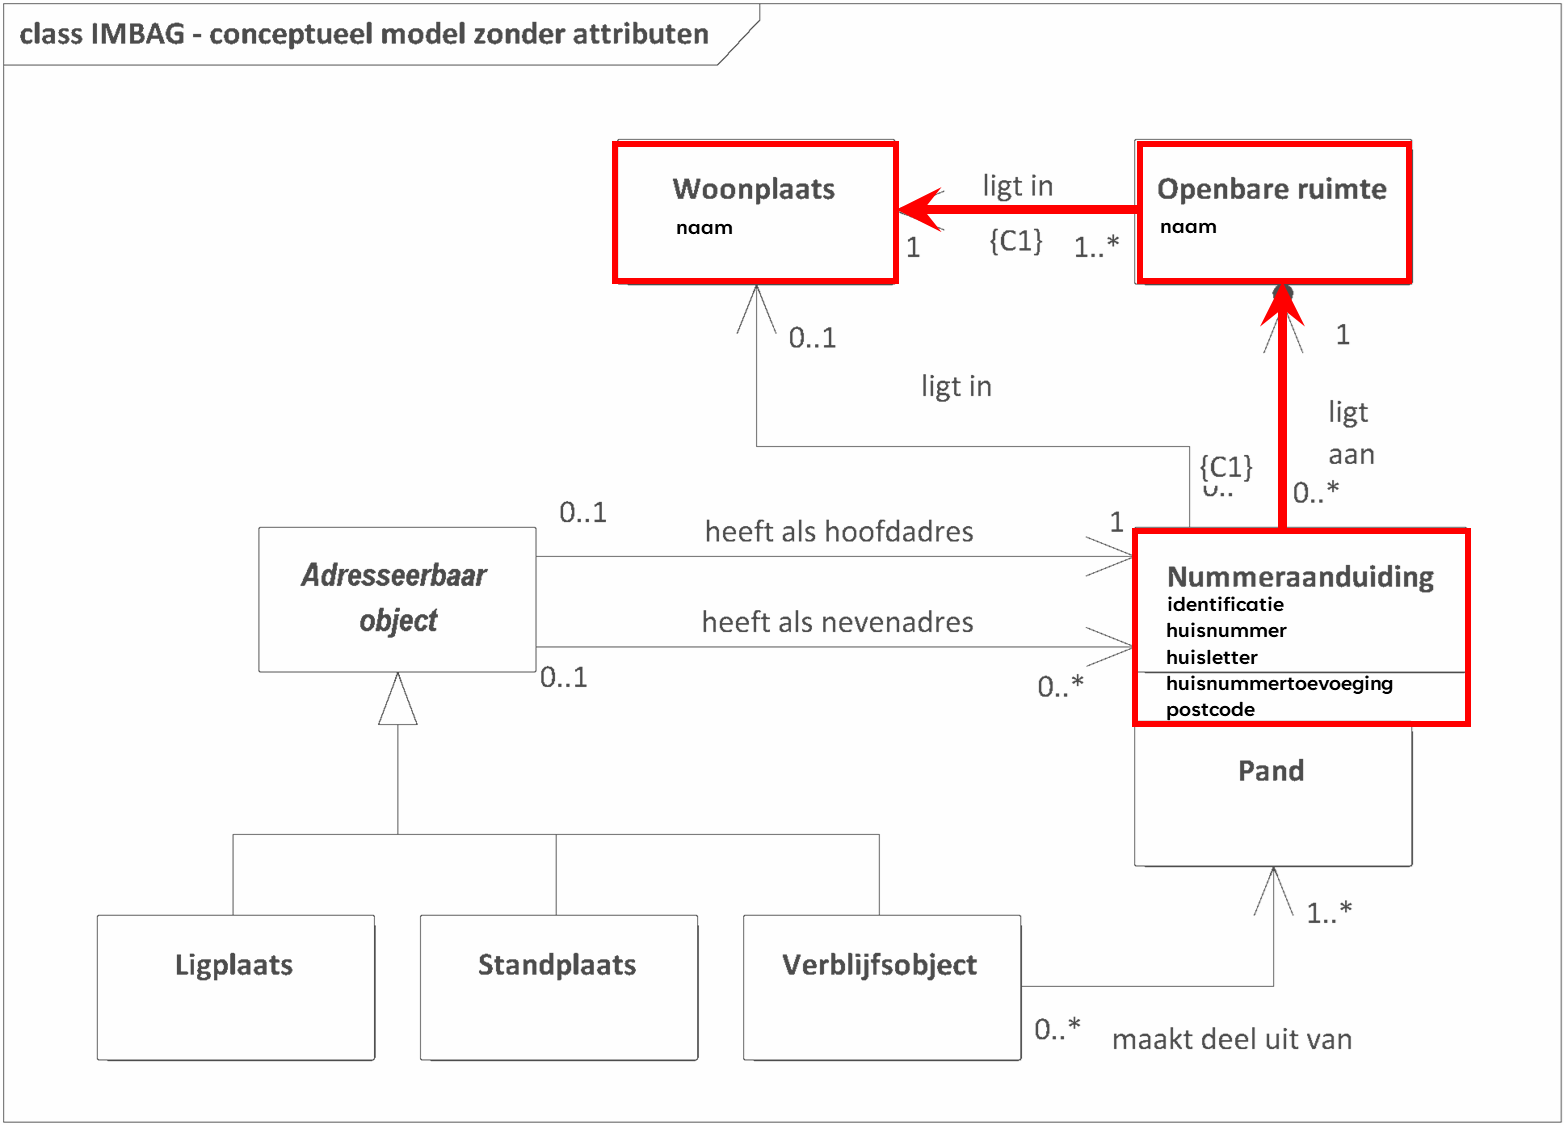 class IMBAG - conceptueel model zonder attributen
Woonplaats
naam
ligt in
{C1}
1
1..*
Openbare ruimte
naam
0..1
ligt in
1
ligt
aan
{C1}
0..*
0..1
heeft als hoofdadres
1
Adresseerbaar
object
heeft als nevenadres
0..1
0..*
Nummeraanduiding
identificatie
huisnummer
huisletter
huisnummertoevoeging
postcode
Pand
1..*
Ligplaats
Standplaats
Verblijfsobject
0..*
maakt deel uit van